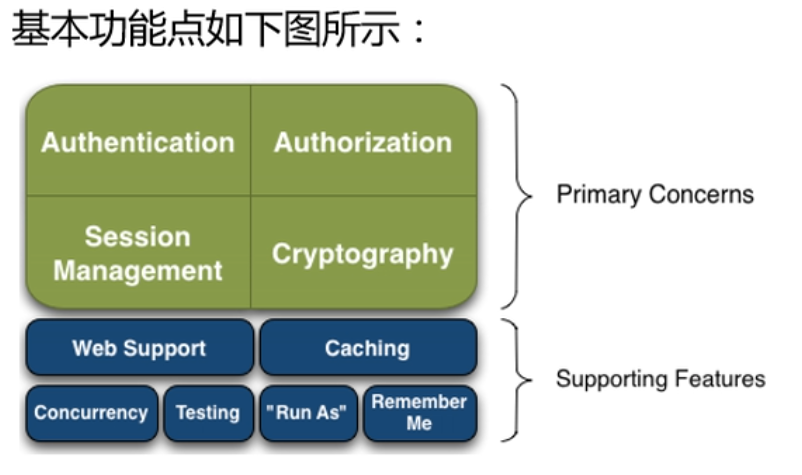 基本功能点如下图所示：
Authentication
Authorization
Primary Concerns
Session
Management
Cryptography
Web Support
Caching
Supporting Features
Concurrency
Testing
"Run As"
Remember
Me